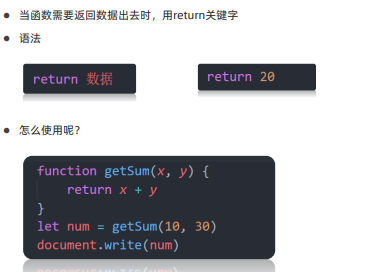 当函数需要返回数据出去时，用return关键字
语法
return 数据
return 20
怎么使用呢？
function getSum(x, y) {
    return x + y
}
let num = getSum(10, 30)
document.write(num)